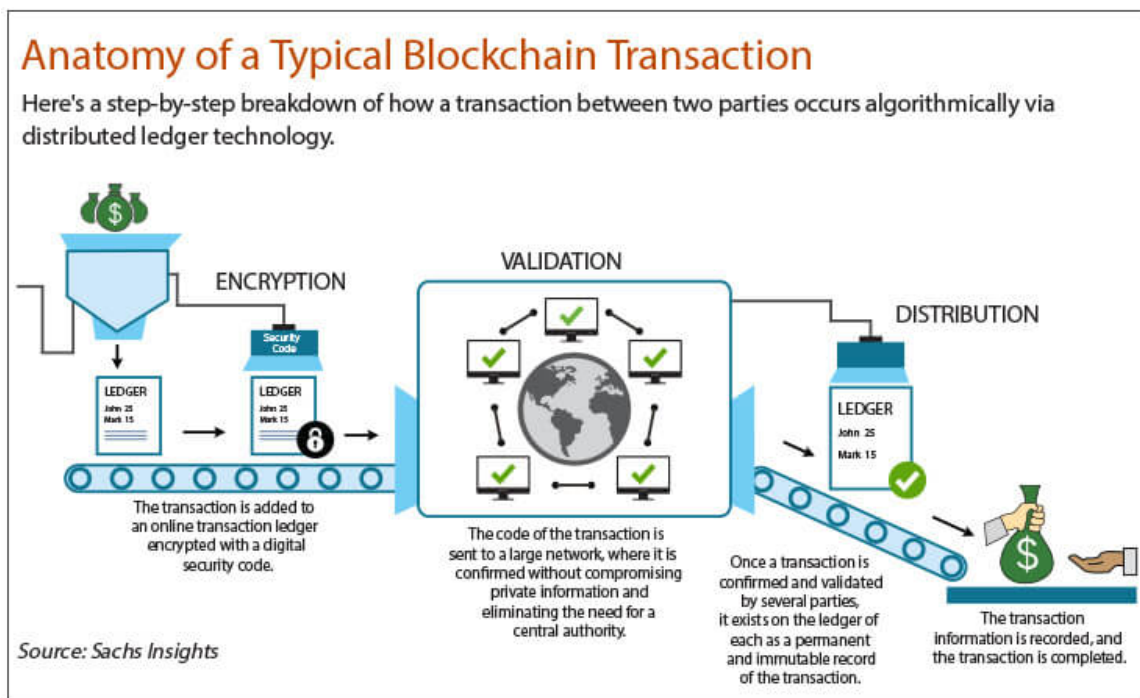 Anatomy of a Typical Blockchain Transaction
Here's a step-by-step breakdown of how a transaction between two parties occurs algorithmically via
distributed ledger technology.
$
ENCRYPTION
VALIDATION
DISTRIBUTION
Security
Code
LEDGER
John 25
Mark 15
LEDGER
John 25
Mark 15
LEDGER
John 25
Mark 15
$
The transaction is added to
an online transaction ledger
encrypted with a digital
security code.
The code of the transaction is
sent to a large network, where it is
confirmed without compromising
private information and
eliminating the need for a
central authority.
Once a transaction is
confirmed and validated
by several parties,
it exists on the ledger of
each as a permanent
and immutable record
of the transaction.
The transaction
information is recorded, and
the transaction is completed.
Source: Sachs Insights